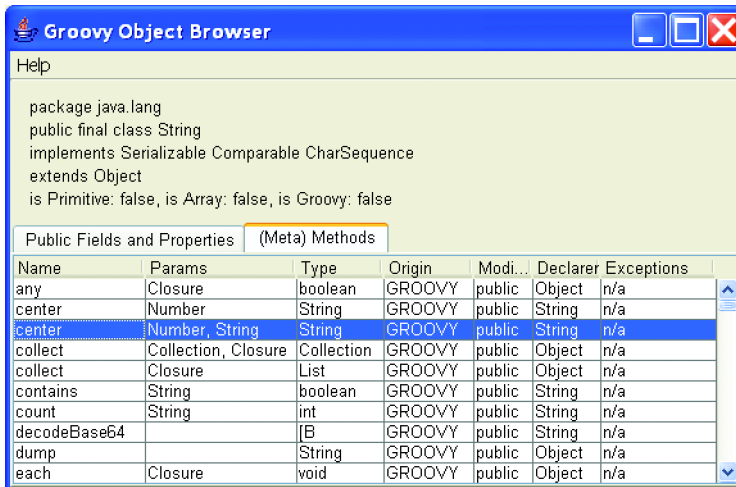 Groovy Object Browser
Help
package java.lang
public final class String
implements Serializable Comparable CharSequence
extends Object
is Primitive: false, is Array: false, is Groovy: false
Public Fields and Properties (Meta) Methods
Name Params Type Origin Modi... Declarer Exceptions
any Closure boolean GROOVY public Object n/a
center Number String GROOVY public String n/a
center Number, String String GROOVY public String n/a
collect Collection, Closure Collection GROOVY public Object n/a
collect Closure List GROOVY public Object n/a
contains String boolean GROOVY public String n/a
count String int GROOVY public String n/a
decodeBase64 [B GROOVY public String n/a
dump String GROOVY public Object n/a
each Closure void GROOVY public Object n/a